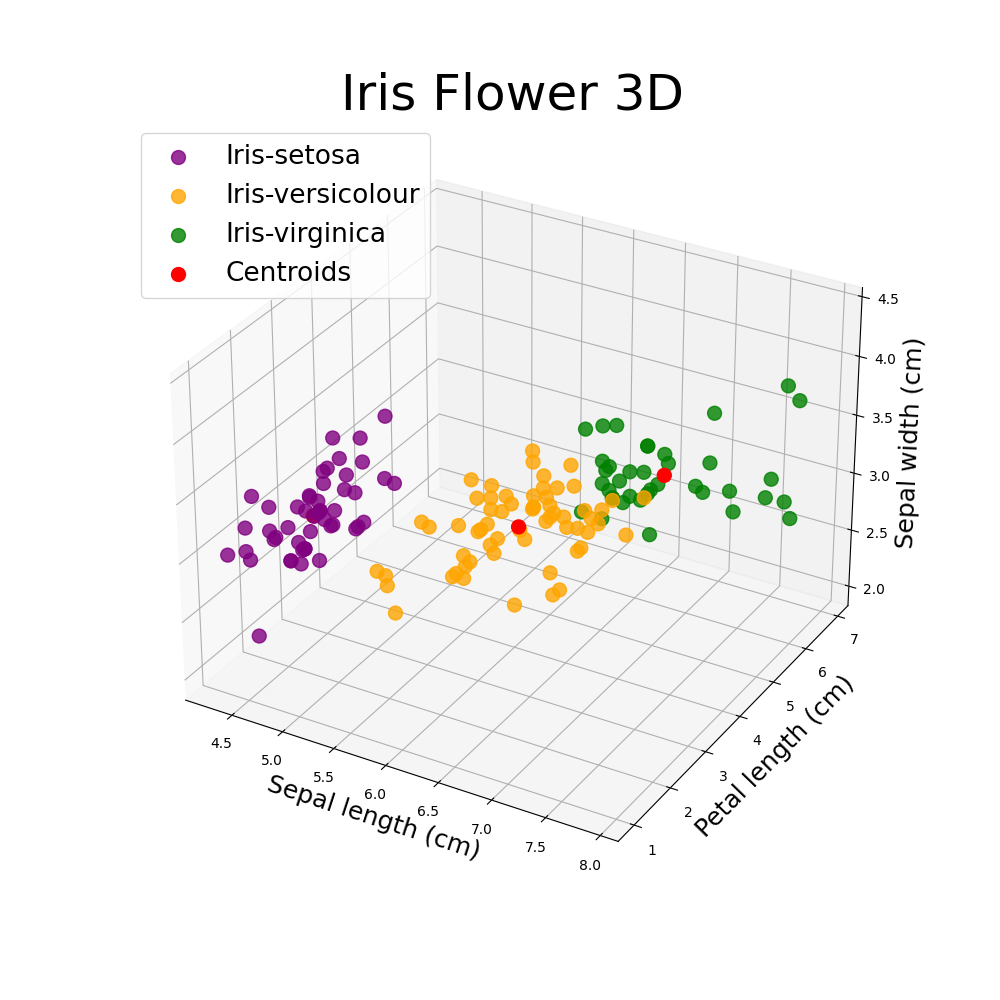 Iris Flower 3D
Iris-setosa
Iris-versicolour
Iris-virginica
Centroids
4.5
4.0
3.5
3.0
2.5
2.0
Sepal width (cm)
7
6
5
4
3
2
1
Petal length (cm)
4.5
5.0
5.5
6.0
6.5
7.0
7.5
8.0
Sepal length (cm)